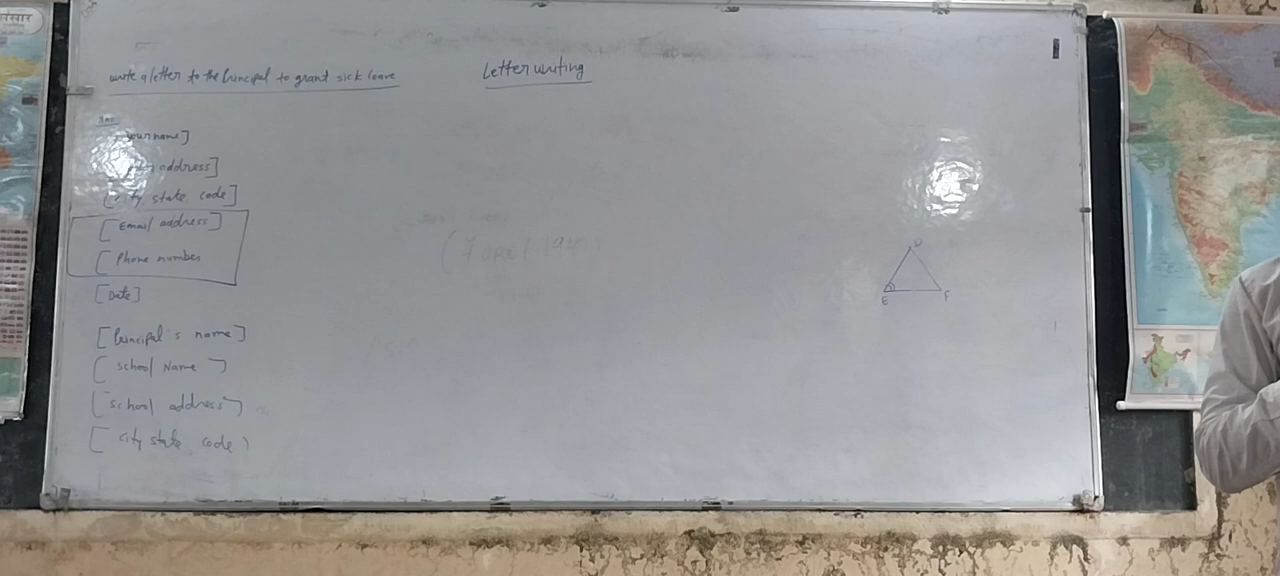 write a letter to the Principal to grant sick leave
Letter writing
Ans
your name]
address]
[city state code]
[Email address]
[Phone number
[Date]
[Principal's name]
[School Name]
[school address]
[city state code]
D
E F